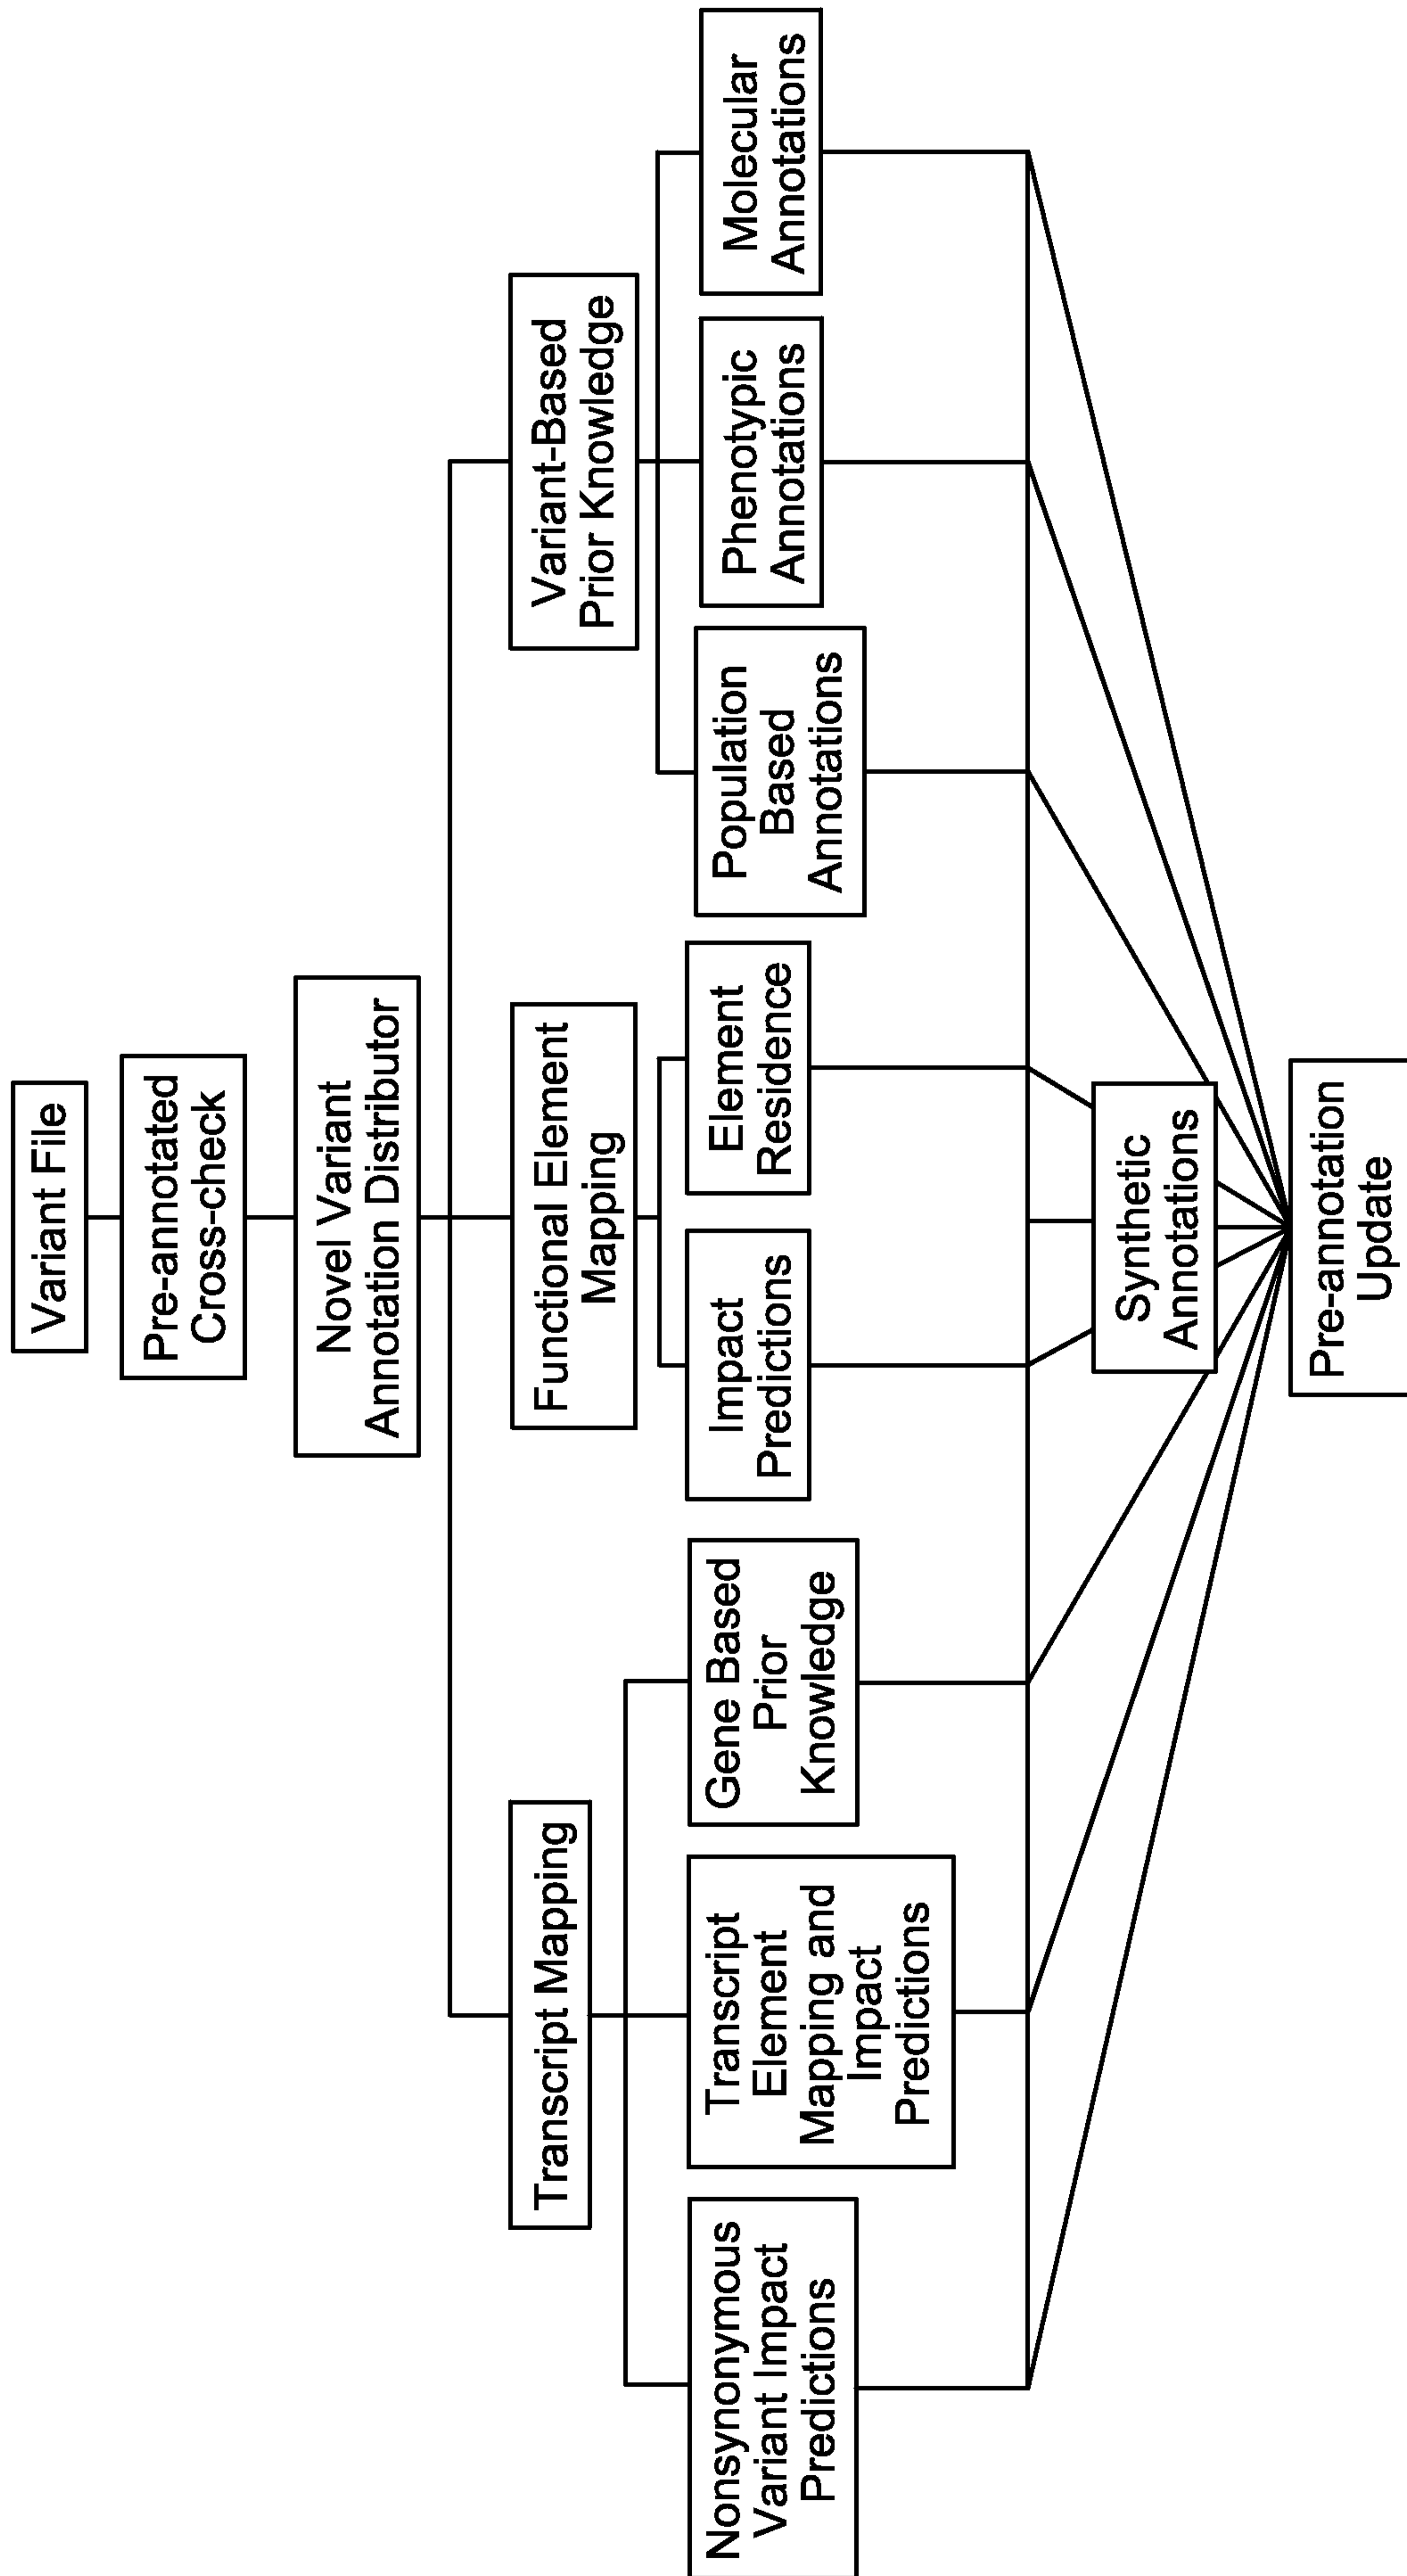 Variant File
Pre-annotated
Cross-check
Novel Variant
Annotation Distributor
Transcript Mapping
Functional Element
Mapping
Variant-Based
Prior Knowledge
Nonsynonymous
Variant Impact
Predictions
Transcript
Element
Mapping and
Impact
Predictions
Gene Based
Prior
Knowledge
Impact
Predictions
Element
Residence
Population
Based
Annotations
Phenotypic
Annotations
Molecular
Annotations
Synthetic
Annotations
Pre-annotation
Update